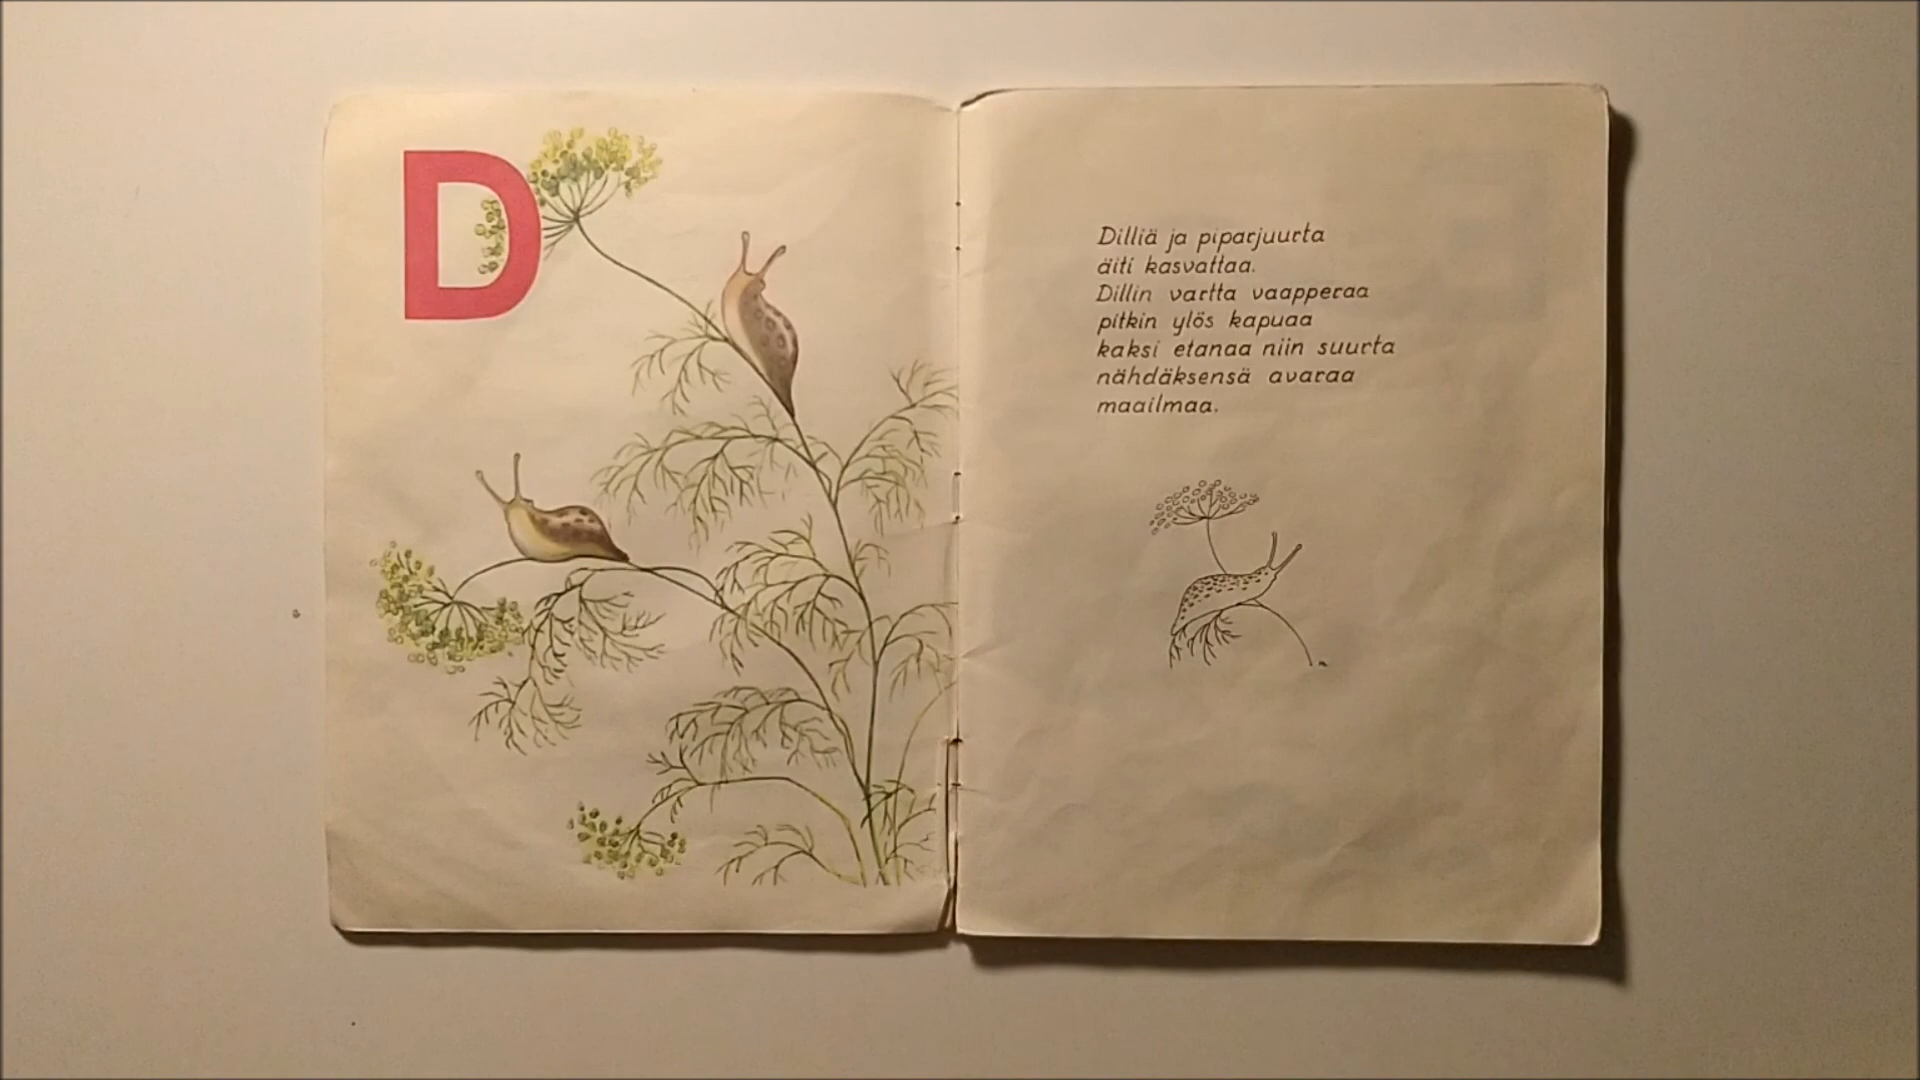 D
Dilliä ja piparjuurta
äiti kasvattaa.
Dillin vartta vaapperaa
pitkin ylös kapuaa
kaksi etanaa niin suurta
nähdäksensä avaraa
maailmaa.